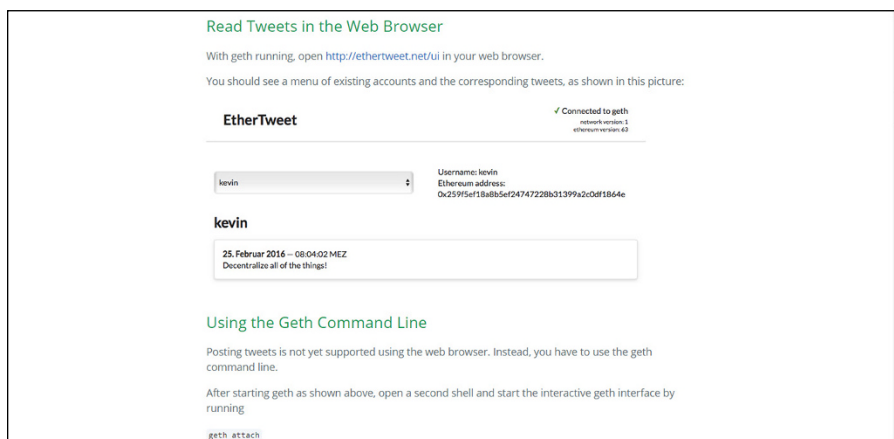 Read Tweets in the Web Browser
With geth running, open http://ethertweet.net/ui in your web browser.
You should see a menu of existing accounts and the corresponding tweets, as shown in this picture:
EtherTweet
✓ Connected to geth
network version: 1
ethereum version: 63
kevin
Username: kevin
Ethereum address:
0x259f5ef18a8b5ef24747228b31399a2c0df1864e
kevin
25. Februar 2016 — 08:04:02 MEZ
Decentralize all of the things!
Using the Geth Command Line
Posting tweets is not yet supported using the web browser. Instead, you have to use the geth
command line.
After starting geth as shown above, open a second shell and start the interactive geth interface by
running
geth attach